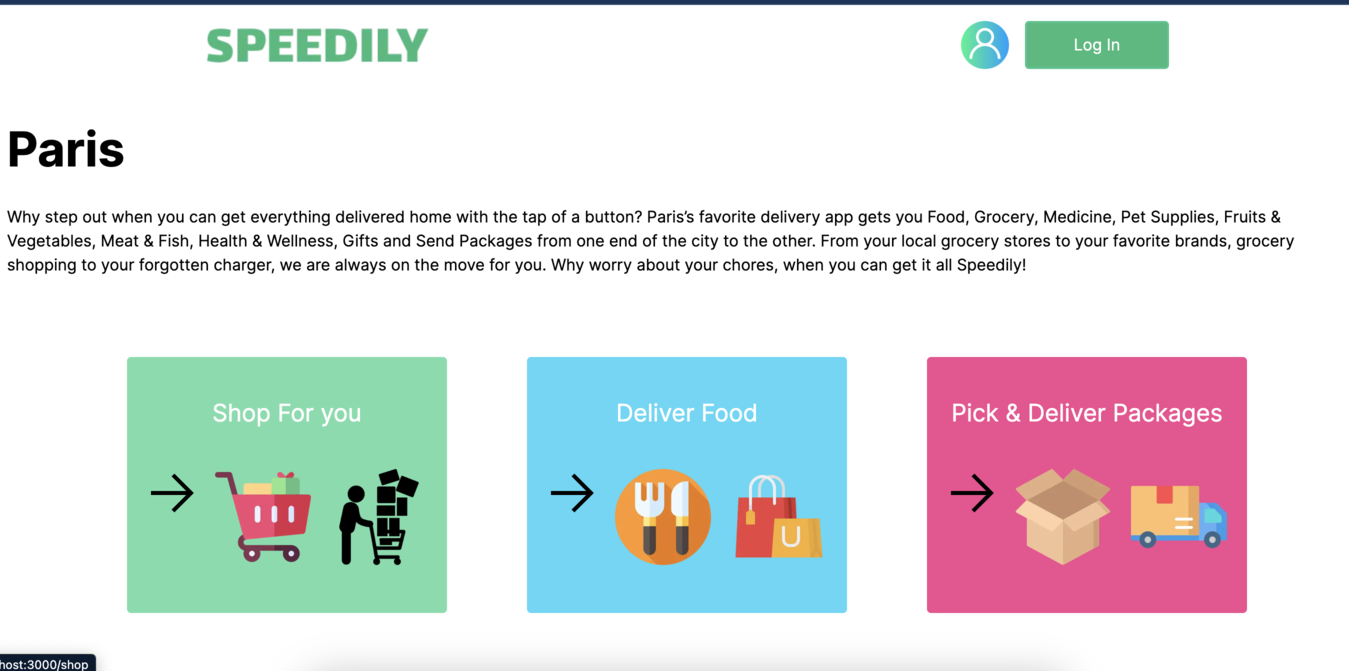 SPEEDILY
Log In
Paris
Why step out when you can get everything delivered home with the tap of a button? Paris’s favorite delivery app gets you Food, Grocery, Medicine, Pet Supplies, Fruits &
Vegetables, Meat & Fish, Health & Wellness, Gifts and Send Packages from one end of the city to the other. From your local grocery stores to your favorite brands, grocery
shopping to your forgotten charger, we are always on the move for you. Why worry about your chores, when you can get it all Speedily!
Shop For you
Deliver Food
Pick & Deliver Packages
U
host:3000/shop